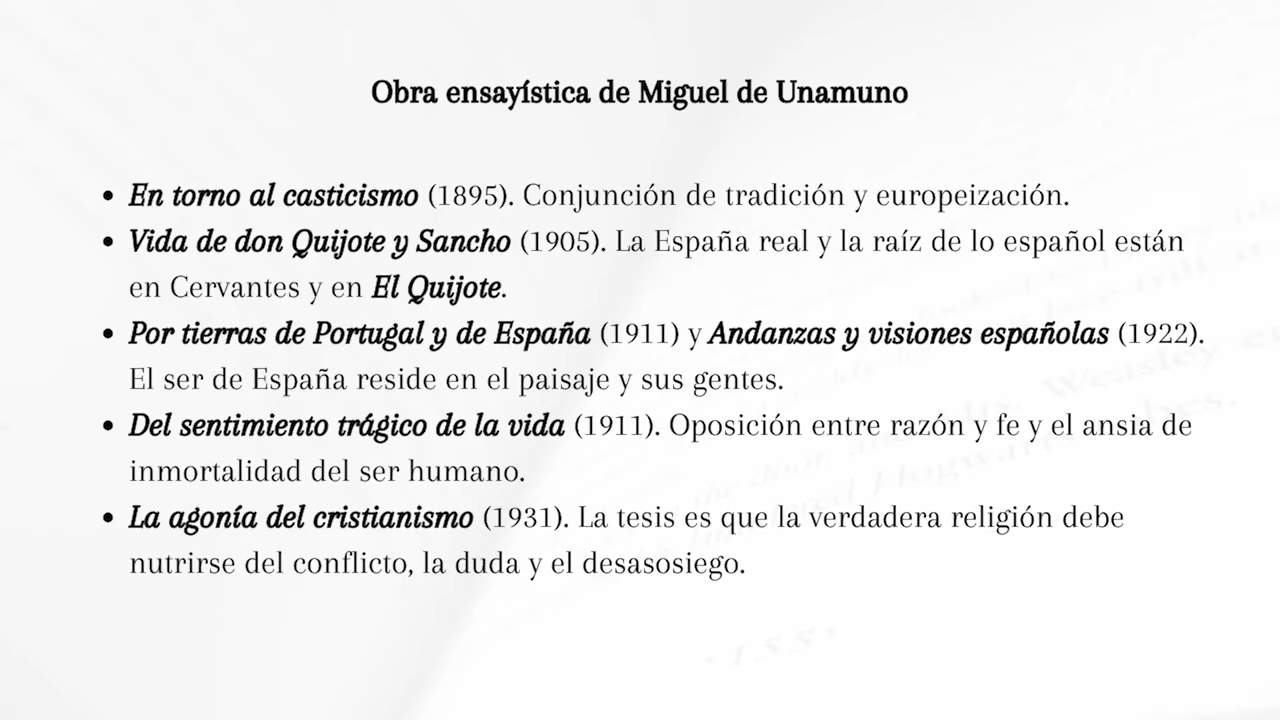 Obra ensayística de Miguel de Unamuno
• En torno al casticismo (1895). Conjunción de tradición y europeización.
• Vida de don Quijote y Sancho (1905). La España real y la raíz de lo español están
en Cervantes y en El Quijote.
• Por tierras de Portugal y de España (1911) y Andanzas y visiones españolas (1922).
El ser de España reside en el paisaje y sus gentes.
• Del sentimiento trágico de la vida (1911). Oposición entre razón y fe y el ansia de
inmortalidad del ser humano.
• La agonía del cristianismo (1931). La tesis es que la verdadera religión debe
nutrirse del conflicto, la duda y el desasosiego.
Weasley
Hogwarts
· 155 ·